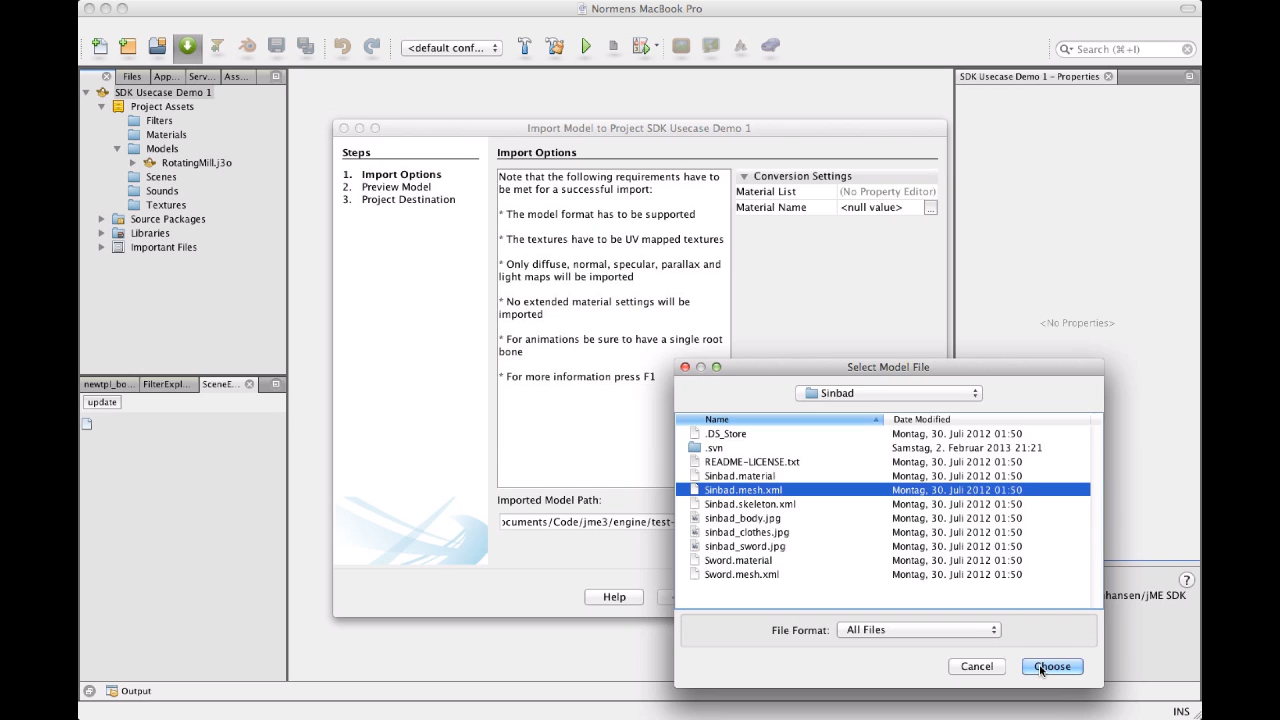 Normens MacBook Pro
<default conf...
Search (⌘+I)
Files
App...
Serv...
Ass...
SDK Usecase Demo 1
Project Assets
Filters
Materials
Models
RotatingMill.j3o
Scenes
Sounds
Textures
Source Packages
Libraries
Important Files
newtpl_bo...
FilterExpl...
SceneE...
update
Import Model to Project SDK Usecase Demo 1
Steps
1. Import Options
2. Preview Model
3. Project Destination
Import Options
Note that the following requirements have to
be met for a successful import:
* The model format has to be supported
* The textures have to be UV mapped textures
* Only diffuse, normal, specular, parallax and
light maps will be imported
* No extended material settings will be
imported
* For animations be sure to have a single root
bone
* For more information press F1
Conversion Settings
Material List (No Property Editor)
Material Name <null value> ...
Imported Model Path:
ocuments/Code/jme3/engine/test-
Help
SDK Usecase Demo 1 - Properties
<No Properties>
?
hansen/jME SDK
Select Model File
Sinbad
Name Date Modified
.DS_Store Montag, 30. Juli 2012 01:50
.svn Samstag, 2. Februar 2013 21:21
README-LICENSE.txt Montag, 30. Juli 2012 01:50
Sinbad.material Montag, 30. Juli 2012 01:50
Sinbad.mesh.xml Montag, 30. Juli 2012 01:50
Sinbad.skeleton.xml Montag, 30. Juli 2012 01:50
sinbad_body.jpg Montag, 30. Juli 2012 01:50
sinbad_clothes.jpg Montag, 30. Juli 2012 01:50
sinbad_sword.jpg Montag, 30. Juli 2012 01:50
Sword.material Montag, 30. Juli 2012 01:50
Sword.mesh.xml Montag, 30. Juli 2012 01:50
File Format: All Files
Cancel
Choose
Output
INS